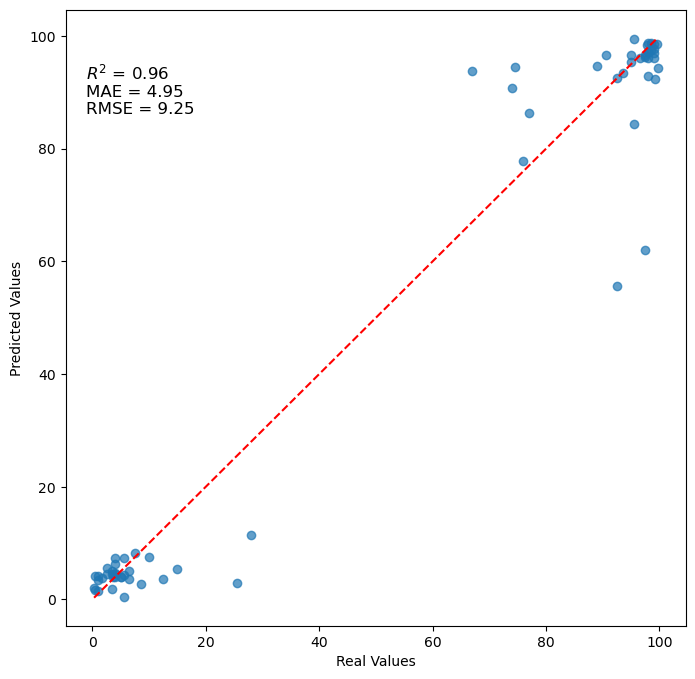 100
80
60
40
20
0
R² = 0.96
MAE = 4.95
RMSE = 9.25
Predicted Values
0 20 40 60 80 100
Real Values